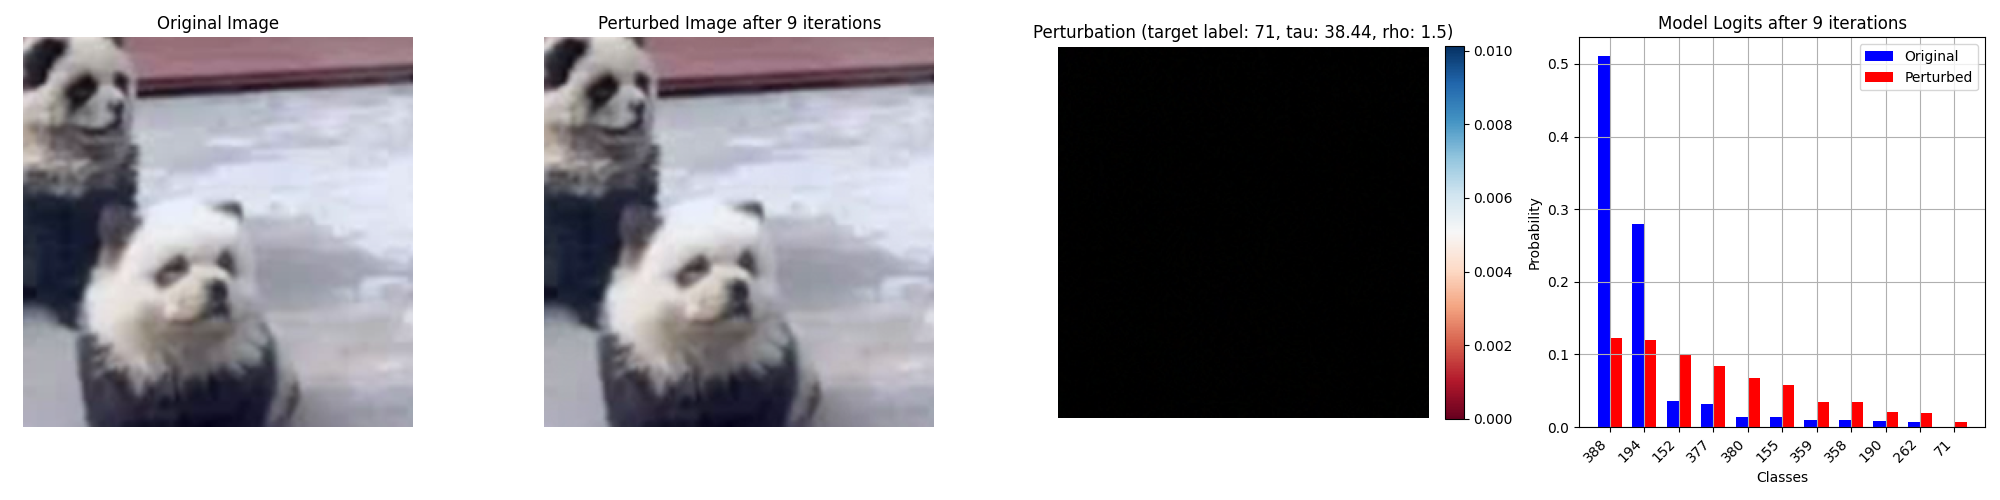 Original Image
Perturbed Image after 9 iterations
Perturbation (target label: 71, tau: 38.44, rho: 1.5)
0.010
0.008
0.006
0.004
0.002
0.000
Model Logits after 9 iterations
Original
Perturbed
Probability
0.5
0.4
0.3
0.2
0.1
0.0
388 194 152 377 380 155 359 358 190 262 71
Classes